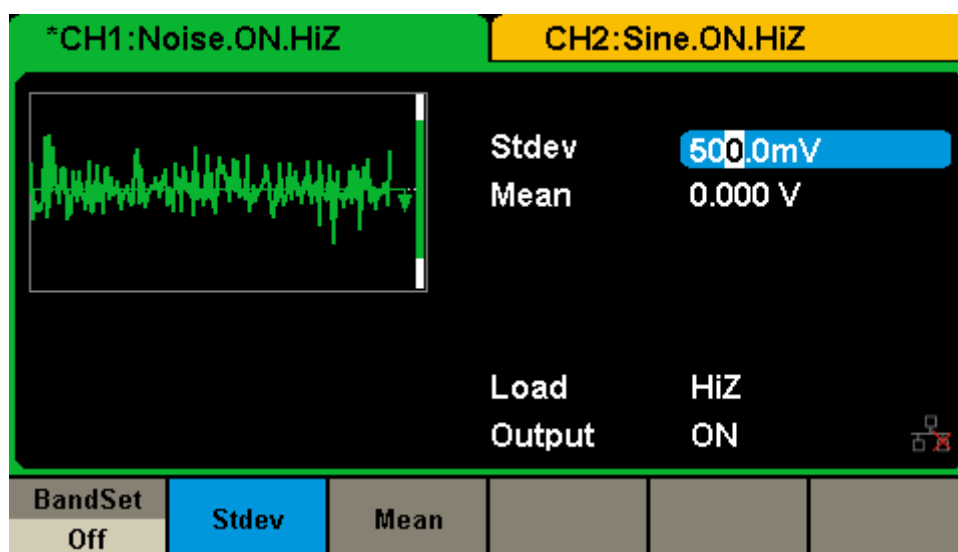 *CH1:Noise.ON.HiZ CH2:Sine.ON.HiZ
Stdev 500.0mV
Mean 0.000 V
Load HiZ
Output ON
BandSet Stdev Mean
Off